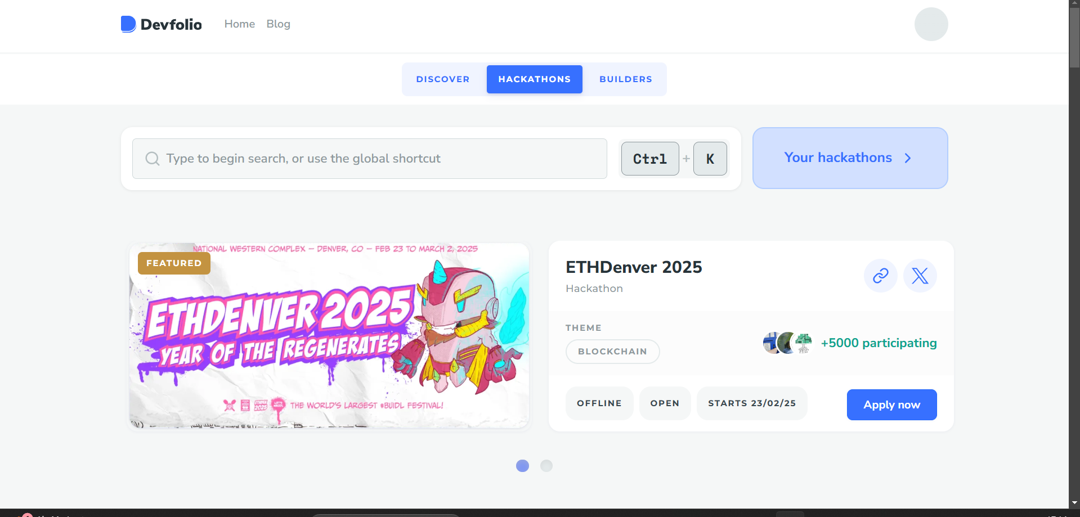 Devfolio Home Blog
DISCOVER HACKATHONS BUILDERS
Type to begin search, or use the global shortcut Ctrl + K
Your hackathons
NATIONAL WESTERN COMPLEX – DENVER, CO – FEB 23 TO MARCH 2, 2025
FEATURED
ETHDENVER 2025
YEAR OF THE REGENERATES
THE WORLD'S LARGEST #BUIDL FESTIVAL!
ETHDenver 2025
Hackathon
THEME
BLOCKCHAIN
+5000 participating
OFFLINE OPEN STARTS 23/02/25 Apply now